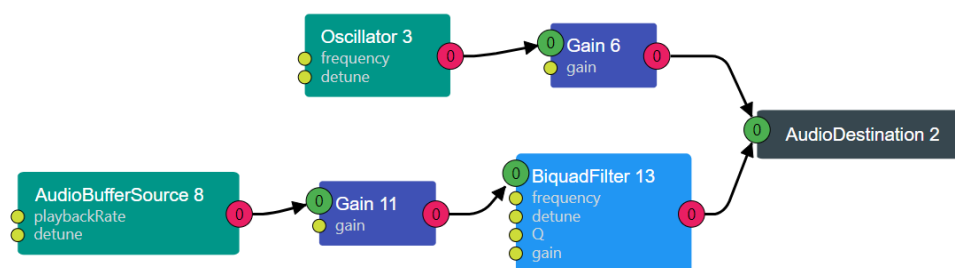 Oscillator 3
frequency
detune
0
0
Gain 6
gain
0
0
AudioDestination 2
AudioBufferSource 8
playbackRate
detune
0
0
Gain 11
gain
0
0
BiquadFilter 13
frequency
detune
Q
gain
0